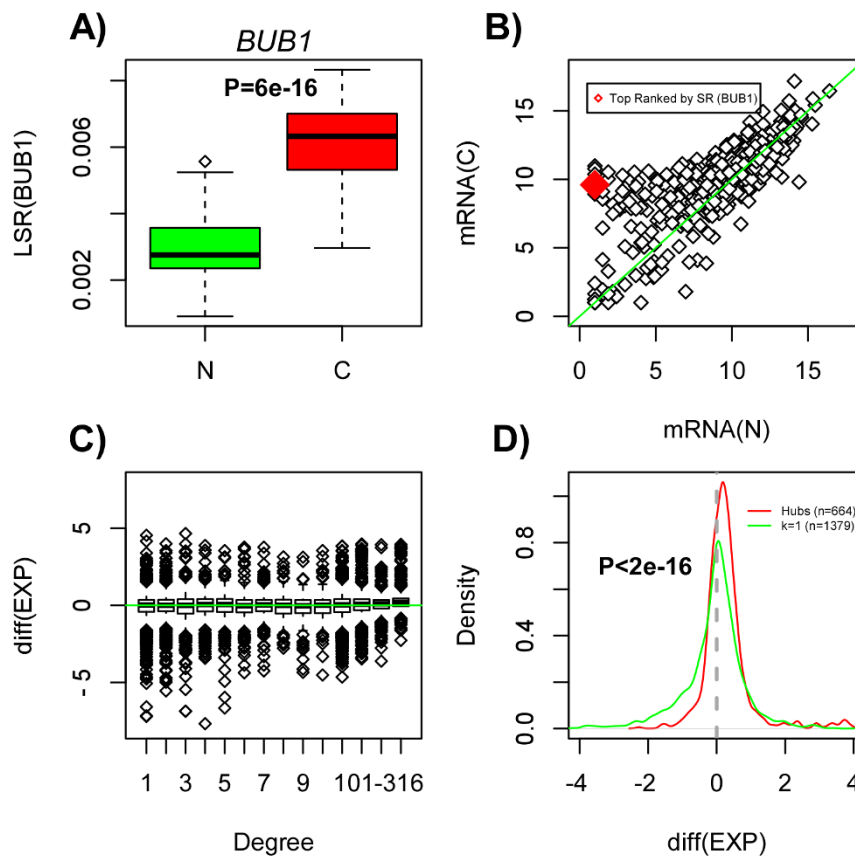 A)
BUB1
P=6e-16
LSR(BUB1)
0.006
0.002
N
C
B)
Top Ranked by SR (BUB1)
mRNA(C)
15
10
5
0
0
5
10
15
mRNA(N)
C)
diff(EXP)
5
0
- 5
1
3
5
7
9
101-316
Degree
D)
Hubs (n=664)
k=1 (n=1379)
P<2e-16
Density
0.8
0.4
0.0
-4
-2
0
2
4
diff(EXP)